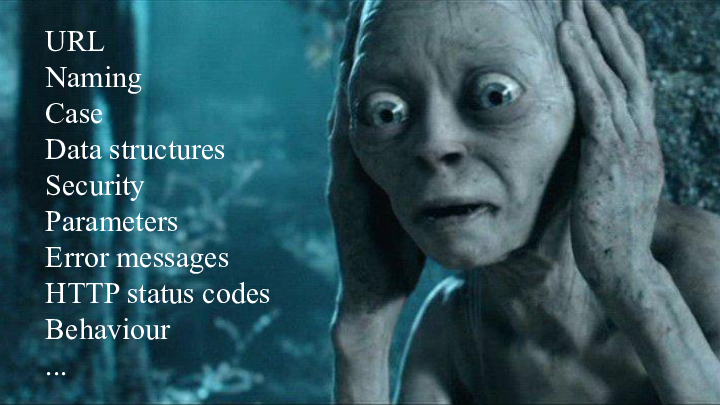 URL
Naming
Case
Data structures
Security
Parameters
Error messages
HTTP status codes
Behaviour
...